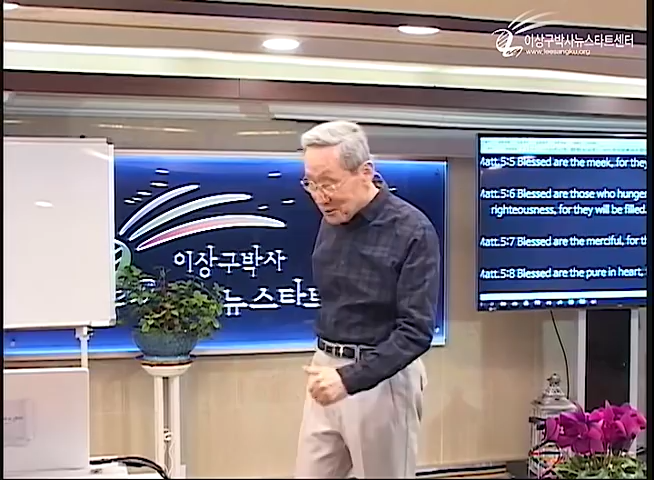 이상구박사뉴스타트센터
www.leesangku.org
Matt.5:5 Blessed are the meek, for they
Matt.5:6 Blessed are those who hunger
righteousness, for they will be filled.
Matt.5:7 Blessed are the merciful, for
Matt.5:8 Blessed are the pure in heart,
이상구박사
뉴스타트